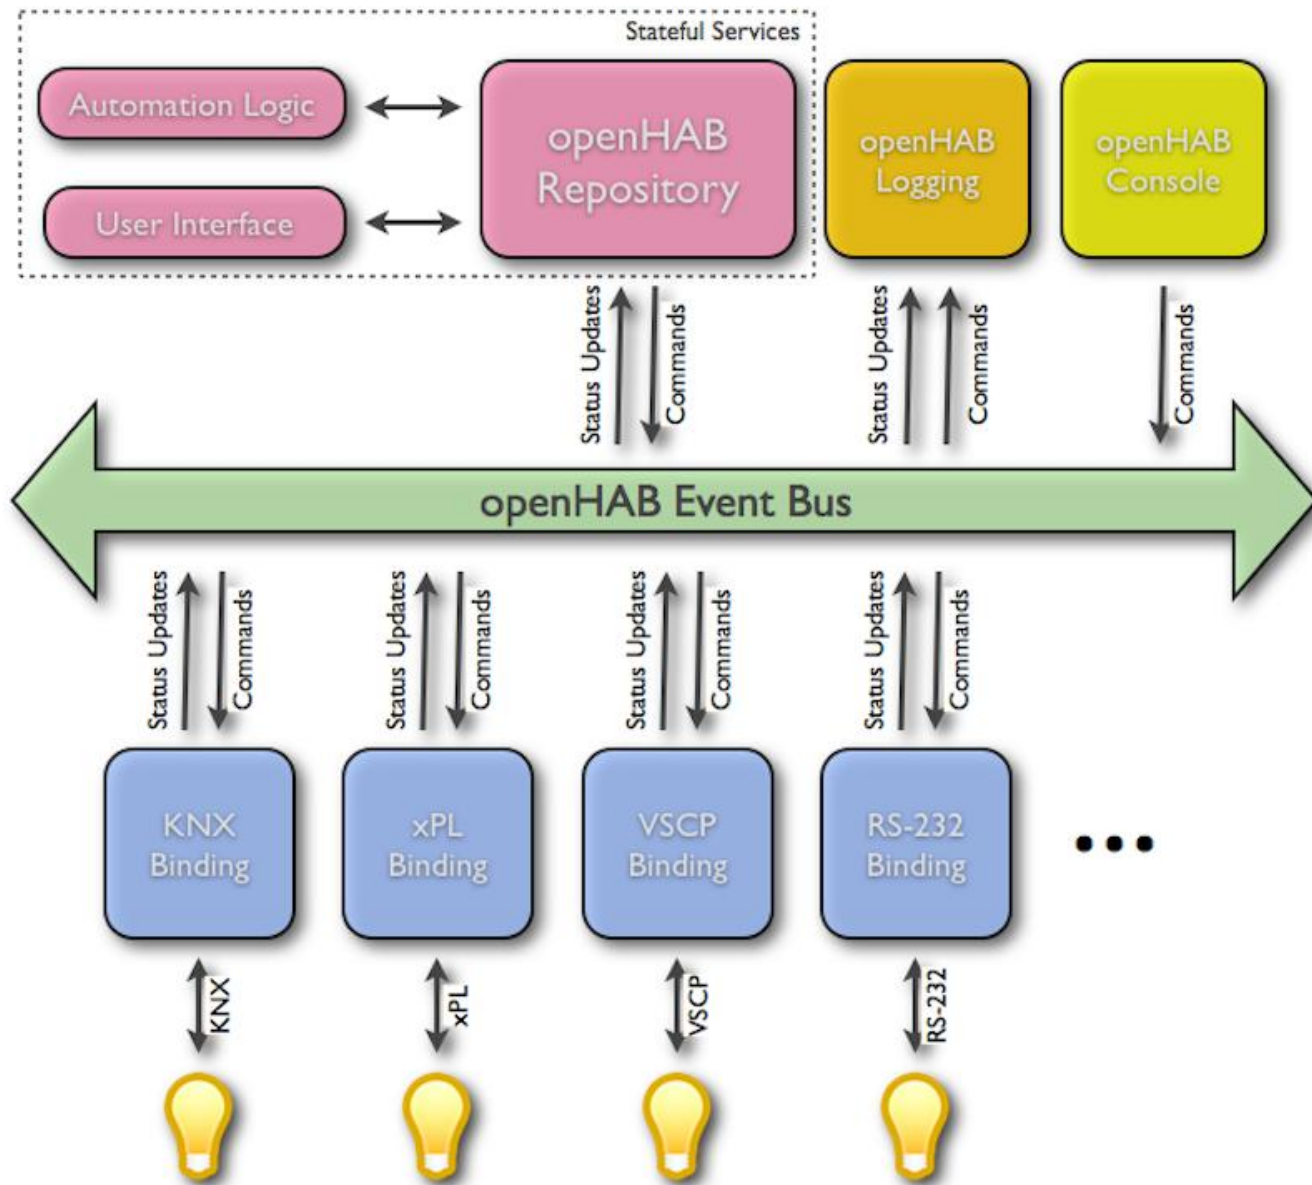 Stateful Services
Automation Logic
User Interface
openHAB
Repository
openHAB
Logging
openHAB
Console
Status Updates
Commands
Status Updates
Commands
Commands
openHAB Event Bus
Status Updates
Commands
Status Updates
Commands
Status Updates
Commands
Status Updates
Commands
KNX
Binding
xPL
Binding
VSCP
Binding
RS-232
Binding
•••
KNX
xPL
VSCP
RS-232